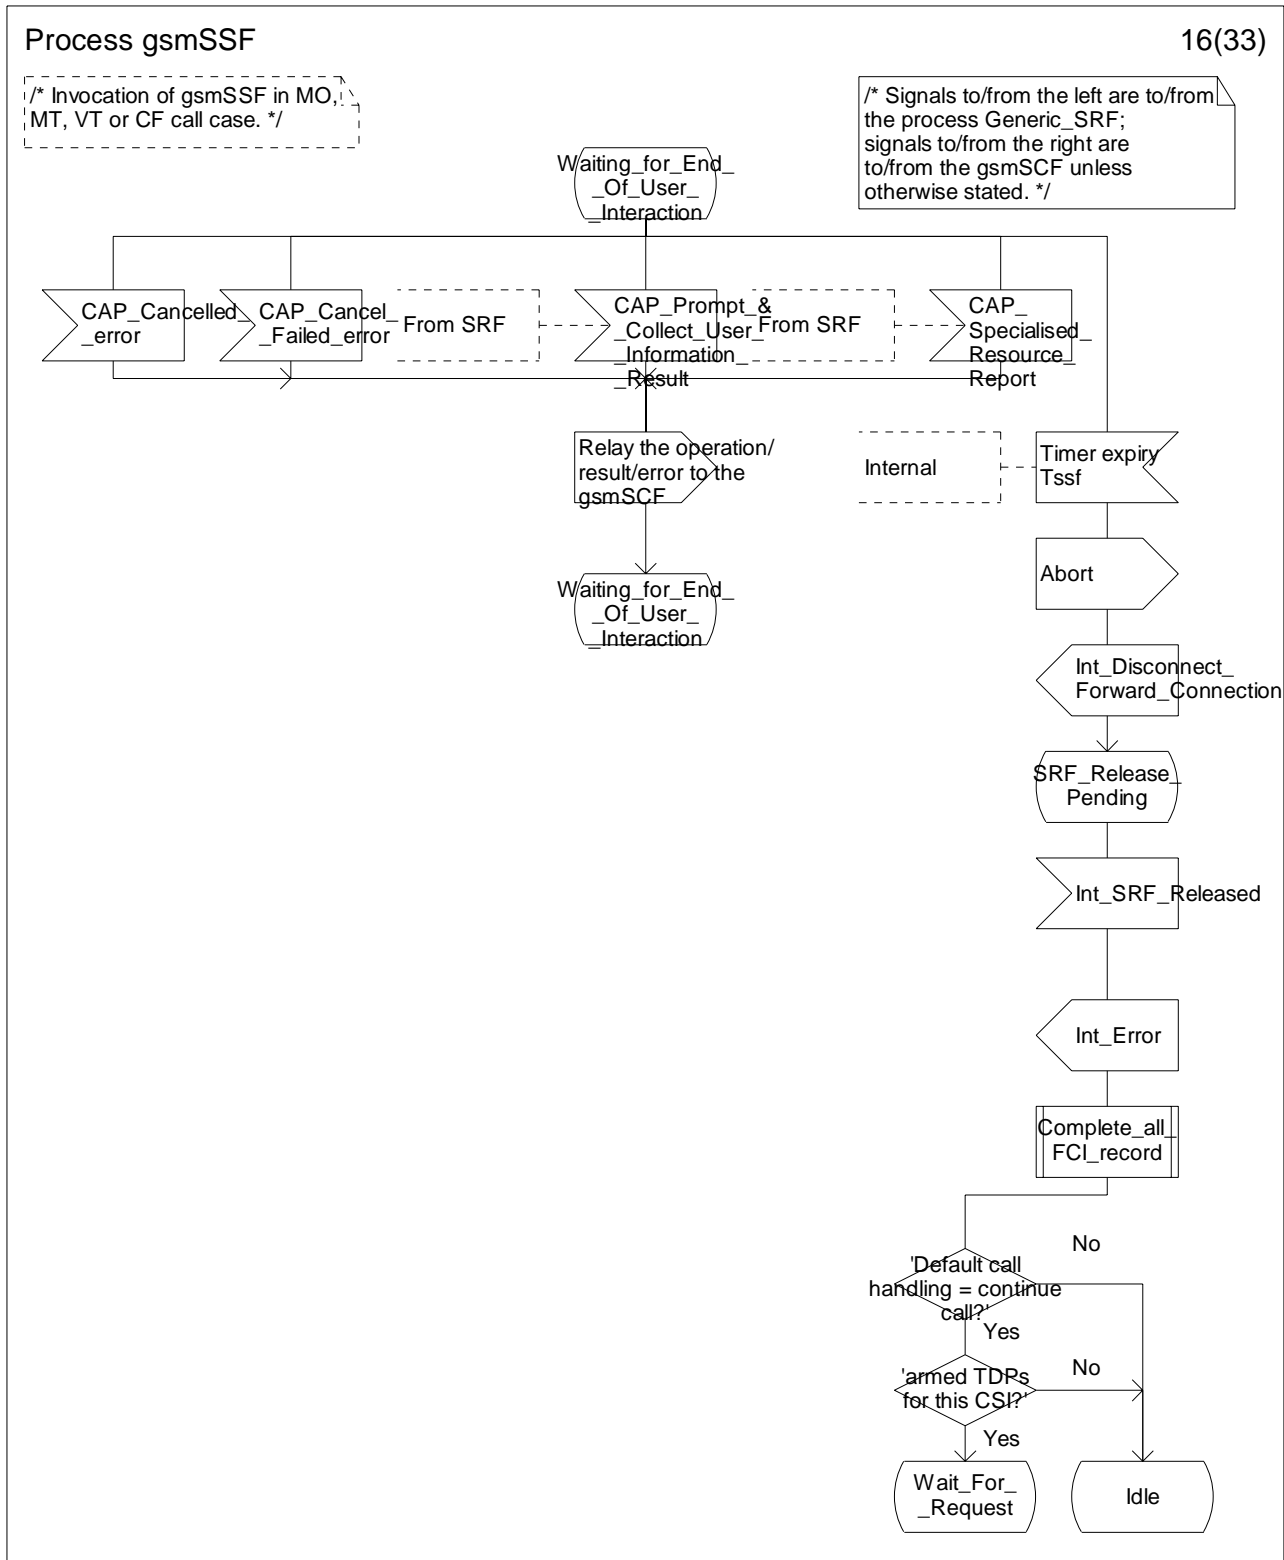 Process gsmSSF
16(33)
/* Invocation of gsmSSF in MO,
MT, VT or CF call case. */
/* Signals to/from the left are to/from
the process Generic_SRF;
signals to/from the right are
to/from the gsmSCF unless
otherwise stated. */
Waiting_for_End_
_Of_User_
_Interaction
CAP_Cancelled_
_error
CAP_Cancel_
_Failed_error
From SRF
CAP_Prompt_&
_Collect_User_
_Information_
_Result
From SRF
CAP_
Specialised_
Resource_
Report
Relay the operation/
result/error to the
gsmSCF
Internal
Timer expiry
Tssf
Abort
Waiting_for_End_
_Of_User_
_Interaction
Int_Disconnect_
Forward_Connection
SRF_Release_
Pending
Int_SRF_Released
Int_Error
Complete_all_
FCI_record
No
'Default call
handling = continue
call?'
Yes
No
'armed TDPs
for this CSI?'
Yes
Wait_For_
_Request
Idle